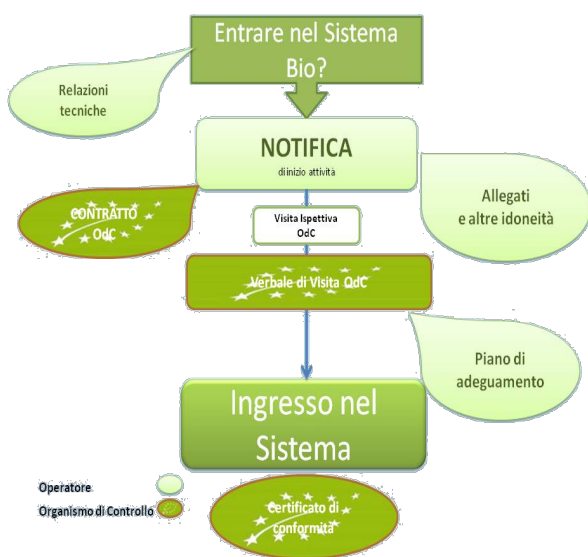 Entrare nel Sistema
Bio?
Relazioni
tecniche
NOTIFICA
di inizio attività
Allegati
e altre idoneità
CONTRATTO
OdC
Visita Ispettiva
OdC
Verbale di Visita OdC
Piano di
adeguamento
Ingresso nel
Sistema
Operatore
Organismo di Controllo
Certificato di
conformità